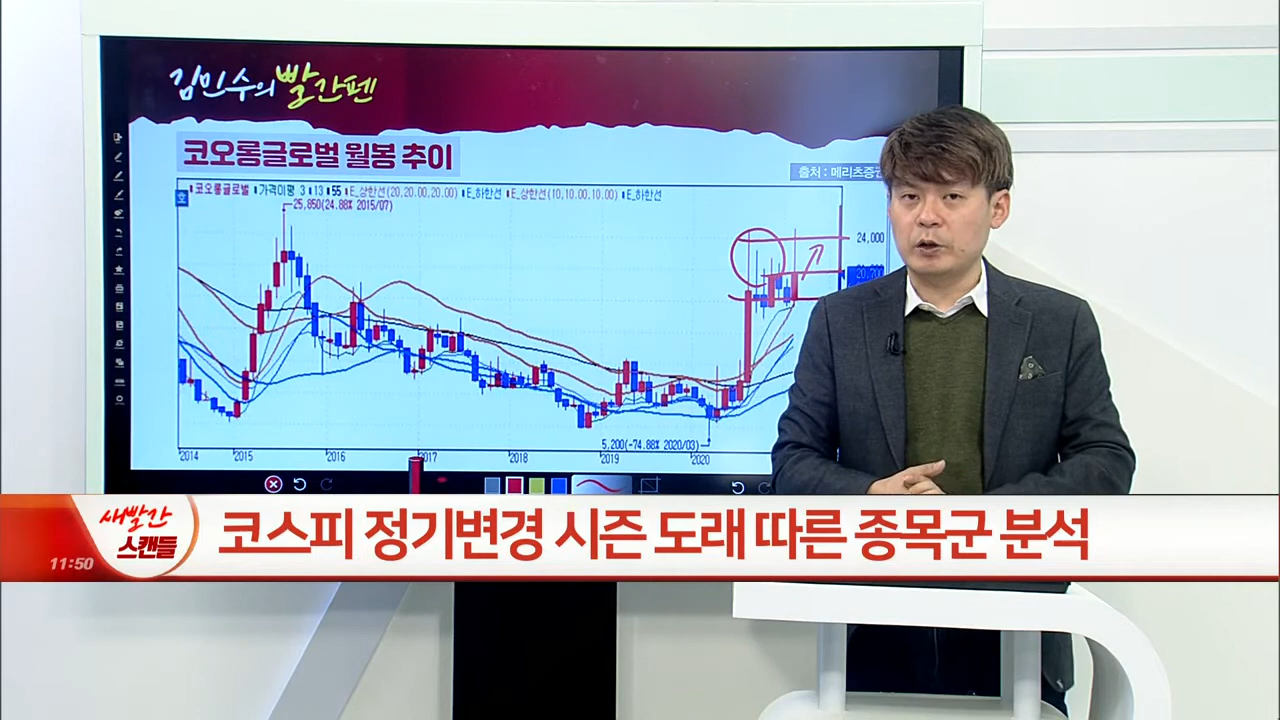 김민수의 빨간펜
코오롱글로벌 월봉 추이
출처 : 메리츠증권
코오롱글로벌 가격이평 3 13 55 E_상한선(20,20.00,20.00) E_하한선 E_상한선(10,10.00,10.00) E_하한선
25,850(24.88% 2015/07)
24,000
20,700
5,200(-74.88% 2020/03)
2014 2015 2016 2017 2018 2019 2020
새빨간
스캔들
11:50
코스피 정기변경 시즌 도래 따른 종목군 분석